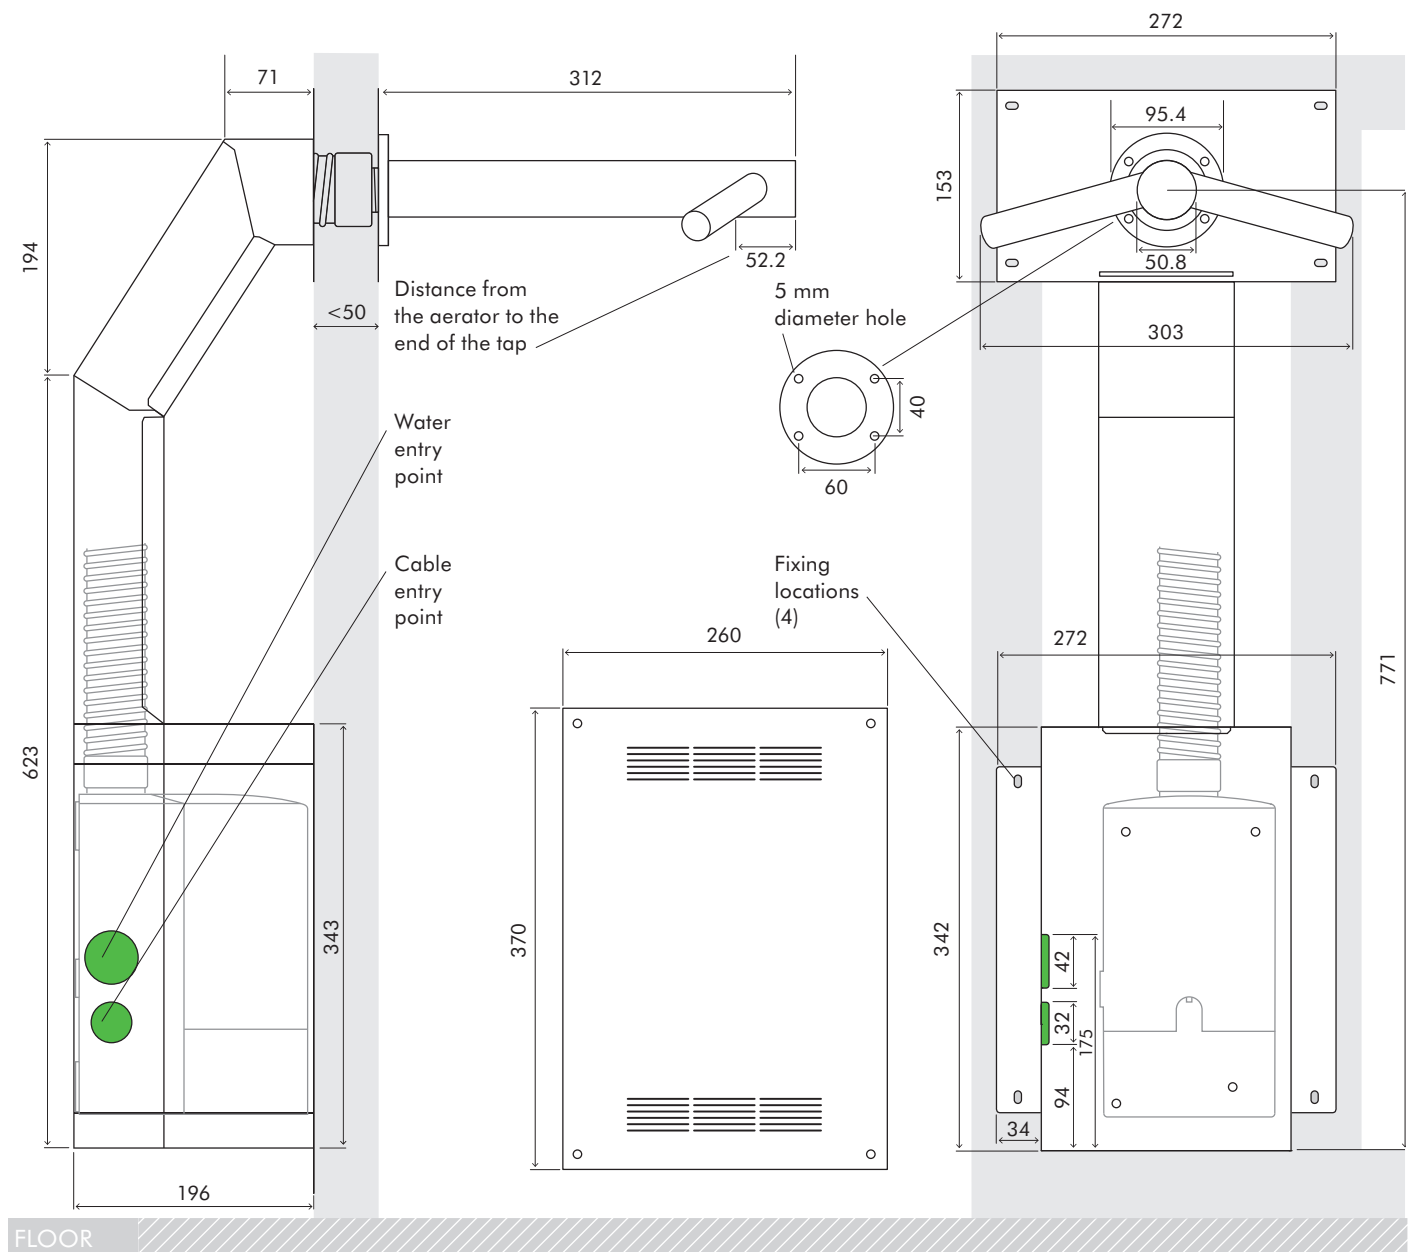 272
71
312
95.4
153
194
52.2
50.8
Distance from
the aerator to the
end of the tap
<50
5 mm
diameter hole
303
40
60
Water
entry
point
Cable
entry
point
Fixing
locations
(4)
260
272
771
623
343
370
342
42
32
175
94
34
196
FLOOR